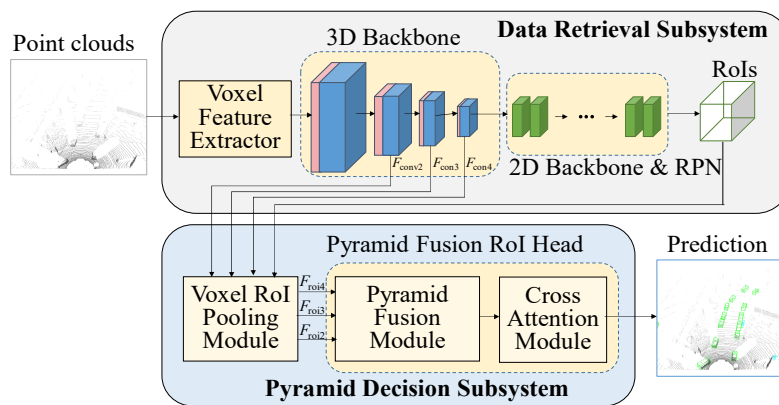 Data Retrieval Subsystem
Point clouds
3D Backbone
RoIs
Voxel
Feature
Extractor
...
F_conv2
F_con3
F_con4
2D Backbone & RPN
Pyramid Fusion RoI Head
Prediction
Voxel RoI
Pooling
Module
F_roi4
F_roi3
F_roi2
Pyramid
Fusion
Module
Cross
Attention
Module
Pyramid Decision Subsystem